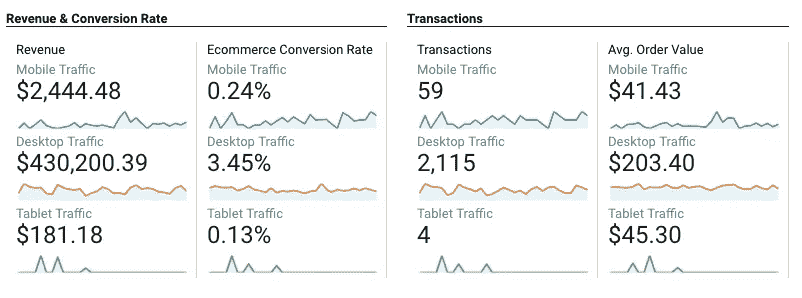 Revenue & Conversion Rate
Transactions
Revenue
Mobile Traffic
$2,444.48
Desktop Traffic
$430,200.39
Tablet Traffic
$181.18
Ecommerce Conversion Rate
Mobile Traffic
0.24%
Desktop Traffic
3.45%
Tablet Traffic
0.13%
Transactions
Mobile Traffic
59
Desktop Traffic
2,115
Tablet Traffic
4
Avg. Order Value
Mobile Traffic
$41.43
Desktop Traffic
$203.40
Tablet Traffic
$45.30